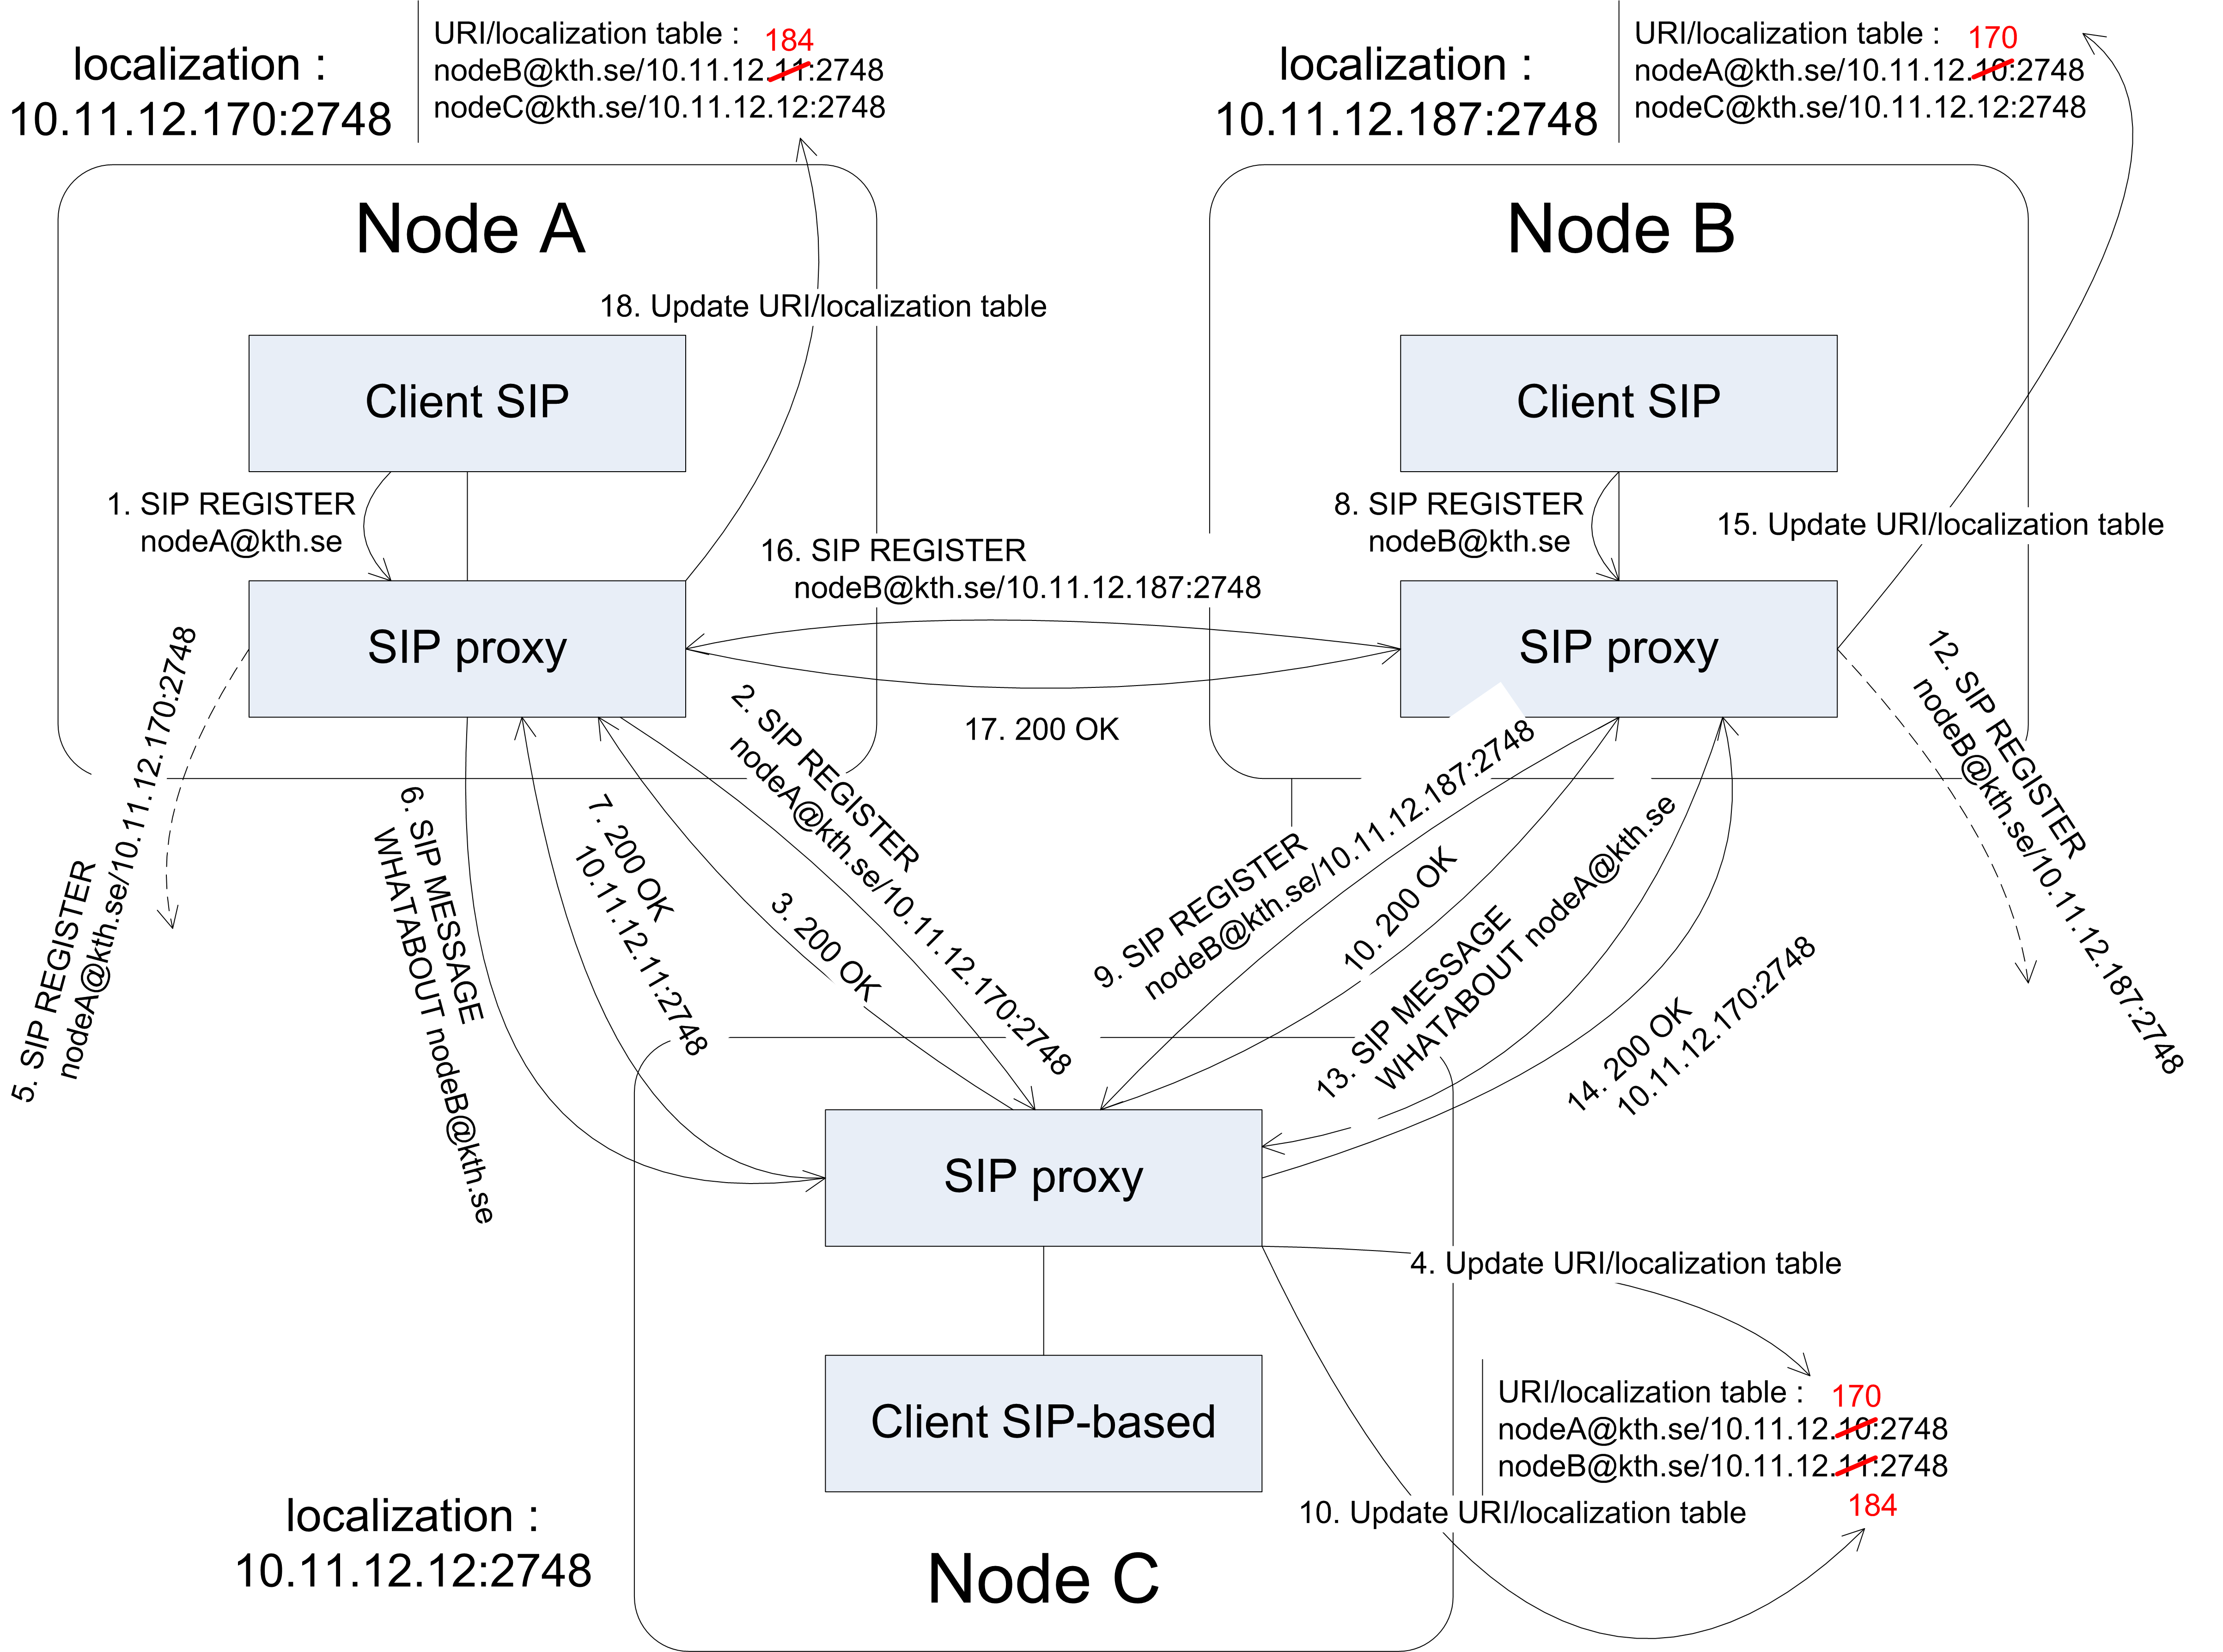 localization :
10.11.12.170:2748
URI/localization table :
184
nodeB@kth.se/10.11.12.11:2748
nodeC@kth.se/10.11.12.12:2748
localization :
10.11.12.187:2748
URI/localization table :
170
nodeA@kth.se/10.11.12.10:2748
nodeC@kth.se/10.11.12.12:2748
Node A
Node B
18. Update URI/localization table
Client SIP
Client SIP
1. SIP REGISTER
nodeA@kth.se
8. SIP REGISTER
nodeB@kth.se
15. Update URI/localization table
16. SIP REGISTER
nodeB@kth.se/10.11.12.187:2748
SIP proxy
SIP proxy
17. 200 OK
5. SIP REGISTER
nodeA@kth.se/10.11.12.170:2748
6. SIP MESSAGE
WHATABOUT nodeB@kth.se
7. 200 OK
10.11.12.11:2748
2. SIP REGISTER
nodeA@kth.se/10.11.12.170:2748
3. 200 OK
9. SIP REGISTER
nodeB@kth.se/10.11.12.187:2748
10. 200 OK
13. SIP MESSAGE
WHATABOUT nodeA@kth.se
14. 200 OK
10.11.12.170:2748
12. SIP REGISTER
nodeB@kth.se/10.11.12.187:2748
SIP proxy
4. Update URI/localization table
Client SIP-based
URI/localization table :
170
nodeA@kth.se/10.11.12.10:2748
nodeB@kth.se/10.11.12.11:2748
184
10. Update URI/localization table
localization :
10.11.12.12:2748
Node C